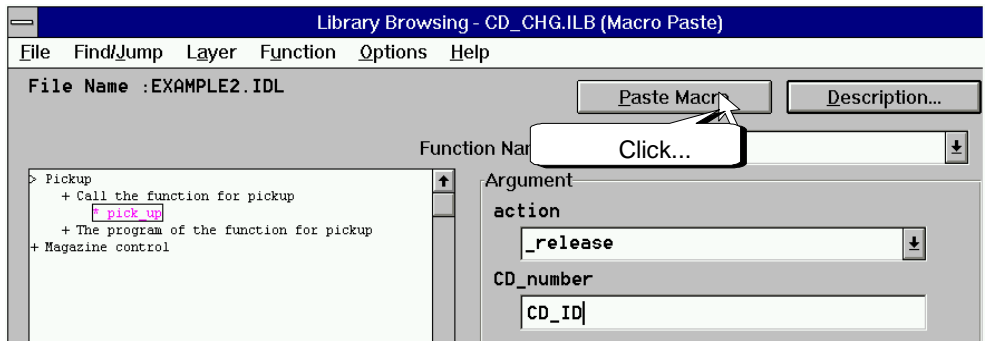 Library Browsing - CD_CHG.ILB (Macro Paste)
File Find/Jump Layer Function Options Help
File Name :EXAMPLE2.IDL
Paste Macro Description...
Click...
Function Nar
> Pickup
+ Call the function for pickup
* pick_up
+ The program of the function for pickup
+ Magazine control
Argument
action
_release
CD_number
CD_ID